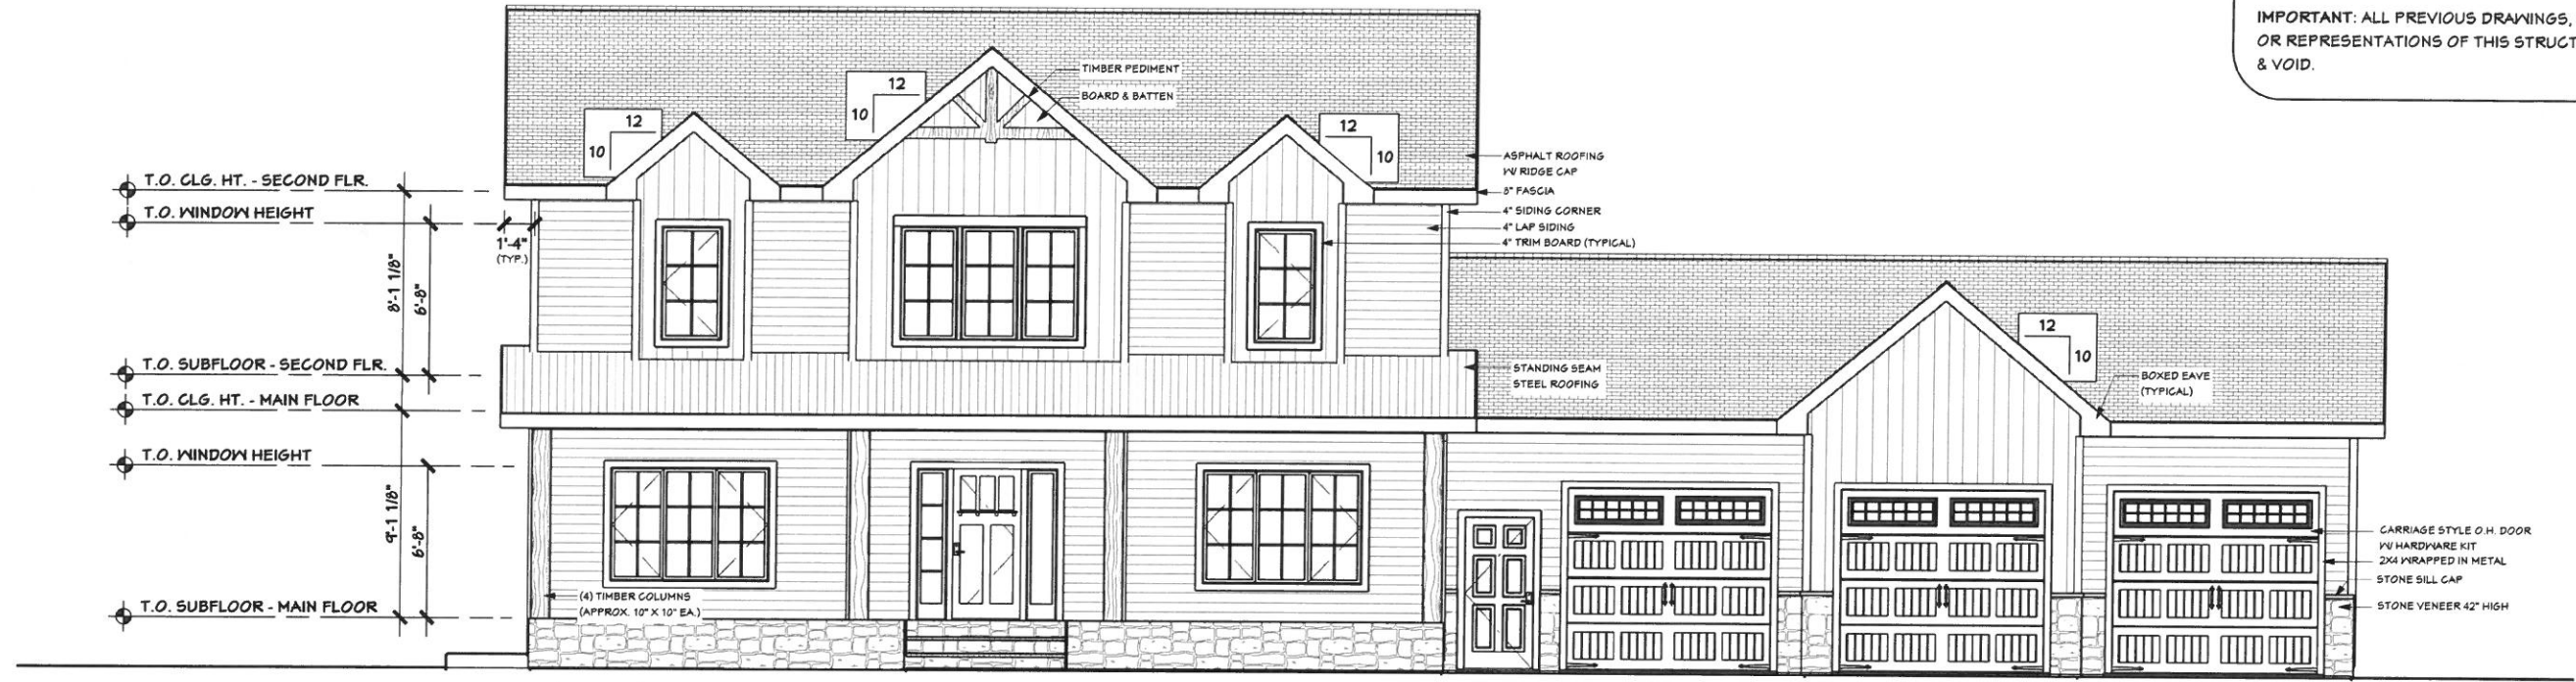 IMPORTANT: ALL PREVIOUS DRAWINGS,
OR REPRESENTATIONS OF THIS STRUCT
& VOID.
TIMBER PEDIMENT
BOARD & BATTEN
12
10
12
10
12
10
ASPHALT ROOFING
W/ RIDGE CAP
8" FASCIA
4" SIDING CORNER
4" LAP SIDING
4" TRIM BOARD (TYPICAL)
T.O. CLG. HT. - SECOND FLR.
T.O. WINDOW HEIGHT
1'-4"
(TYP.)
8'-1 1/8"
6'-8"
T.O. SUBFLOOR - SECOND FLR.
T.O. CLG. HT. - MAIN FLOOR
T.O. WINDOW HEIGHT
9'-1 1/8"
6'-8"
T.O. SUBFLOOR - MAIN FLOOR
12
10
STANDING SEAM
STEEL ROOFING
BOXED EAVE
(TYPICAL)
(4) TIMBER COLUMNS
(APPROX. 10" X 10" EA.)
CARRIAGE STYLE O.H. DOOR
W/ HARDWARE KIT
2X4 WRAPPED IN METAL
STONE SILL CAP
STONE VENEER 42" HIGH